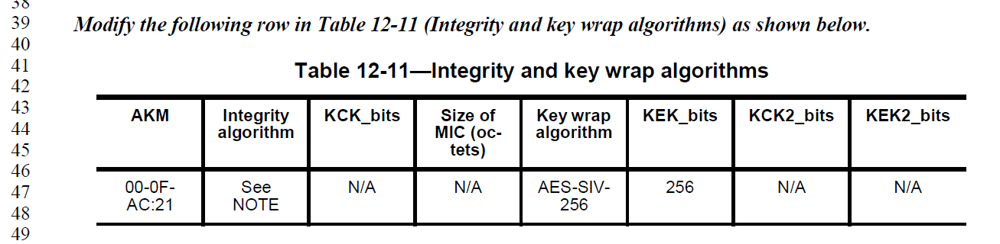 38
39 Modify the following row in Table 12-11 (Integrity and key wrap algorithms) as shown below.
40
41 Table 12-11—Integrity and key wrap algorithms
42
43 AKM Integrity KCK_bits Size of Key wrap KEK_bits KCK2_bits KEK2_bits
44 algorithm MIC (oc- algorithm
45 tets)
46
47 00-0F- See N/A N/A AES-SIV- 256 N/A N/A
48 AC:21 NOTE 256
49